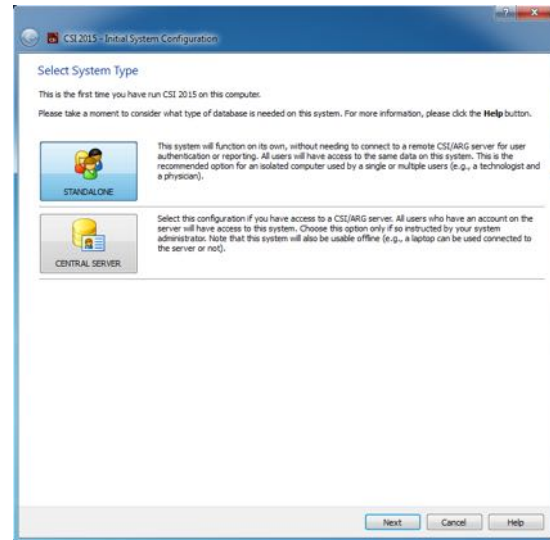 CSI 2015 - Initial System Configuration
Select System Type
This is the first time you have run CSI 2015 on this computer.
Please take a moment to consider what type of database is needed on this system. For more information, please click the Help button.
This system will function on its own, without needing to connect to a remote CSI/ARG server for user
authentication or reporting. All users will have access to the same data on this system. This is the
recommended option for an isolated computer used by a single or multiple users (e.g., a technologist and
a physician).
STANDALONE
Select this configuration if you have access to a CSI/ARG server. All users who have an account on the
server will have access to this system. Choose this option only if so instructed by your system
administrator. Note that this system will also be usable offline (e.g., a laptop can be used connected to
the server or not).
CENTRAL SERVER
Next Cancel Help